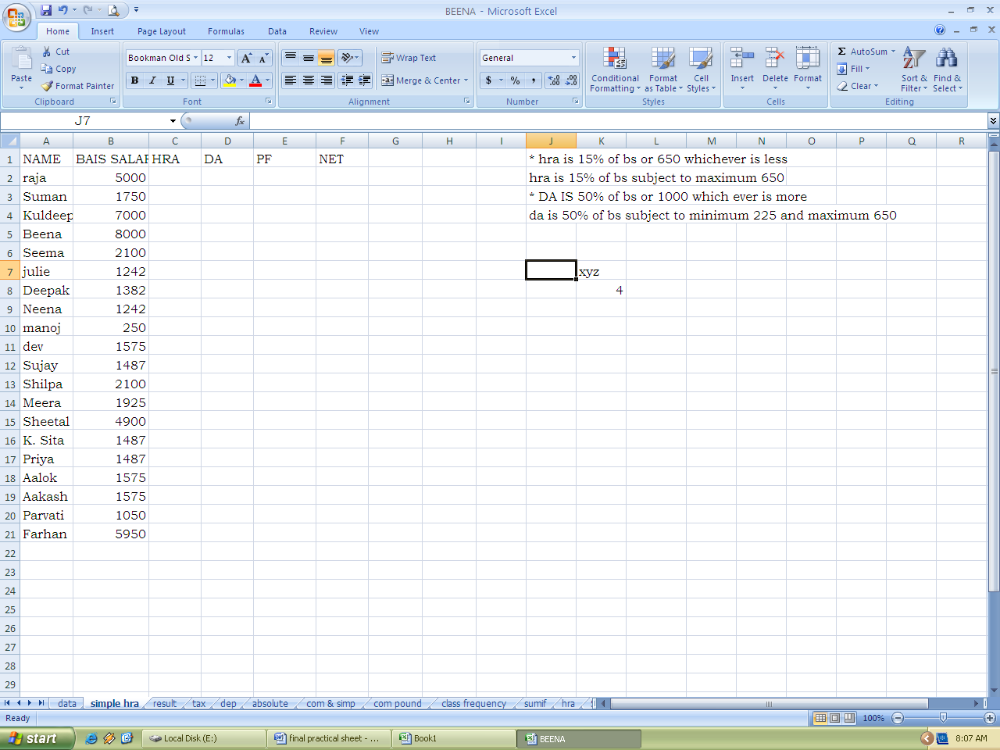 BEENA - Microsoft Excel
Home Insert Page Layout Formulas Data Review View
Paste Cut Copy Format Painter Clipboard
Bookman Old S 12 B I U Font
Wrap Text Merge & Center Alignment
General $ % , Number
Conditional Formatting Format as Table Cell Styles Styles
Insert Delete Format Cells
Σ AutoSum Fill Clear Sort & Filter Find & Select Editing
J7 fx
A B C D E F G H I J K L M N O P Q R
1 NAME BAIS SALAR HRA DA PF NET * hra is 15% of bs or 650 whichever is less
2 raja 5000 hra is 15% of bs subject to maximum 650
3 Suman 1750 * DA IS 50% of bs or 1000 which ever is more
4 Kuldeep 7000 da is 50% of bs subject to minimum 225 and maximum 650
5 Beena 8000
6 Seema 2100
7 julie 1242 xyz
8 Deepak 1382 4
9 Neena 1242
10 manoj 250
11 dev 1575
12 Sujay 1487
13 Shilpa 2100
14 Meera 1925
15 Sheetal 4900
16 K. Sita 1487
17 Priya 1487
18 Aalok 1575
19 Aakash 1575
20 Parvati 1050
21 Farhan 5950
22
23
24
25
26
27
28
29
data simple hra result tax dep absolute com & simp com pound class frequency sumif hra
Ready 100%
start Local Disk (E:) final practical sheet - ... Book1 BEENA 8:07 AM